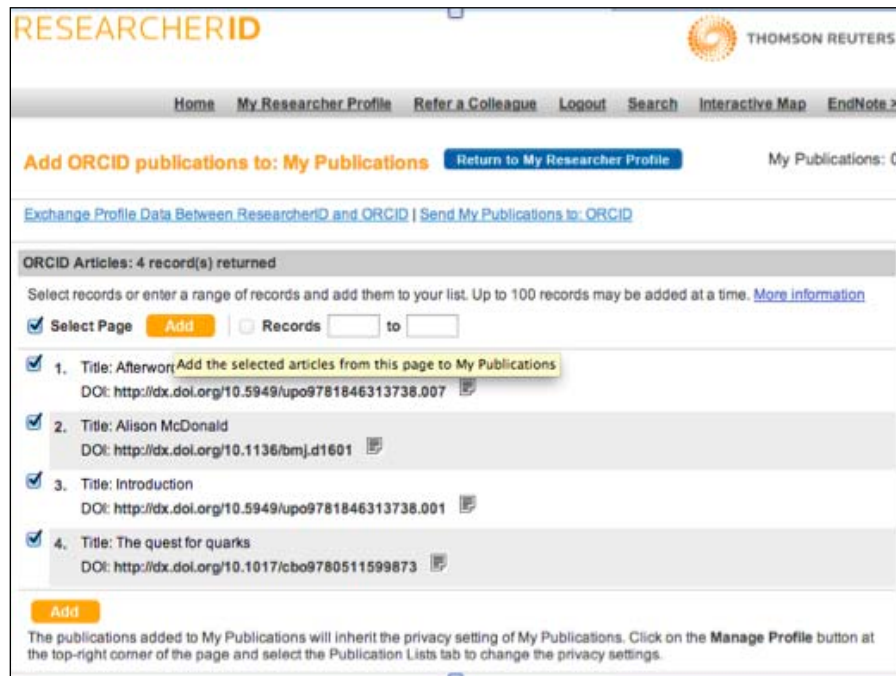 RESEARCHERID
THOMSON REUTERS
Home My Researcher Profile Refer a Colleague Logout Search Interactive Map EndNote >
Add ORCID publications to: My Publications Return to My Researcher Profile My Publications: 0
Exchange Profile Data Between ResearcherID and ORCID | Send My Publications to: ORCID
ORCID Articles: 4 record(s) returned
Select records or enter a range of records and add them to your list. Up to 100 records may be added at a time. More information
Select Page Add Records to
Add the selected articles from this page to My Publications
1. Title: Afterword
DOI: http://dx.doi.org/10.5949/upo9781846313738.007
2. Title: Alison McDonald
DOI: http://dx.doi.org/10.1136/bmj.d1601
3. Title: Introduction
DOI: http://dx.doi.org/10.5949/upo9781846313738.001
4. Title: The quest for quarks
DOI: http://dx.doi.org/10.1017/cbo9780511599873
Add
The publications added to My Publications will inherit the privacy setting of My Publications. Click on the Manage Profile button at
the top-right corner of the page and select the Publication Lists tab to change the privacy settings.